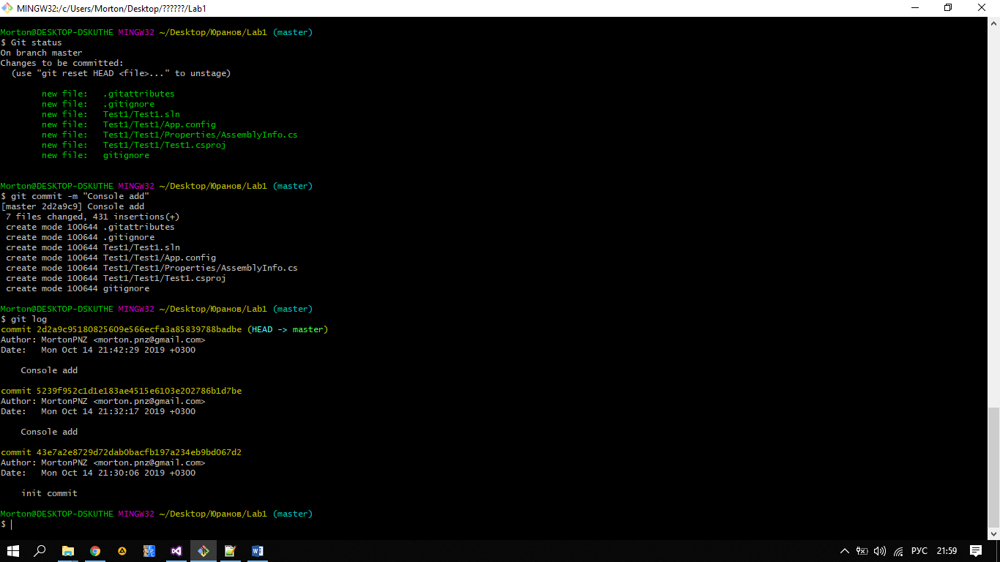 MINGW32:/c/Users/Morton/Desktop/??????/Lab1
Morton@DESKTOP-DSKUTHE MINGW32 ~/Desktop/Юранов/Lab1 (master)
$ Git status
On branch master
Changes to be committed:
  (use "git reset HEAD <file>..." to unstage)
        new file:   .gitattributes
        new file:   .gitignore
        new file:   Test1/Test1.sln
        new file:   Test1/Test1/App.config
        new file:   Test1/Test1/Properties/AssemblyInfo.cs
        new file:   Test1/Test1/Test1.csproj
        new file:   gitignore
Morton@DESKTOP-DSKUTHE MINGW32 ~/Desktop/Юранов/Lab1 (master)
$ git commit -m "Console add"
[master 2d2a9c9] Console add
 7 files changed, 431 insertions(+)
 create mode 100644 .gitattributes
 create mode 100644 .gitignore
 create mode 100644 Test1/Test1.sln
 create mode 100644 Test1/Test1/App.config
 create mode 100644 Test1/Test1/Properties/AssemblyInfo.cs
 create mode 100644 Test1/Test1/Test1.csproj
 create mode 100644 gitignore
Morton@DESKTOP-DSKUTHE MINGW32 ~/Desktop/Юранов/Lab1 (master)
$ git log
commit 2d2a9c95180825609e566ecfa3a85839788badbe (HEAD -> master)
Author: MortonPNZ <morton.pnz@gmail.com>
Date:   Mon Oct 14 21:42:29 2019 +0300
    Console add
commit 5239f952c1d1e183ae4515e6103e202786b1d7be
Author: MortonPNZ <morton.pnz@gmail.com>
Date:   Mon Oct 14 21:32:17 2019 +0300
    Console add
commit 43e7a2e8729d72dab0bacfb197a234eb9bd067d2
Author: MortonPNZ <morton.pnz@gmail.com>
Date:   Mon Oct 14 21:30:06 2019 +0300
    init commit
Morton@DESKTOP-DSKUTHE MINGW32 ~/Desktop/Юранов/Lab1 (master)
$
РУС 21:59